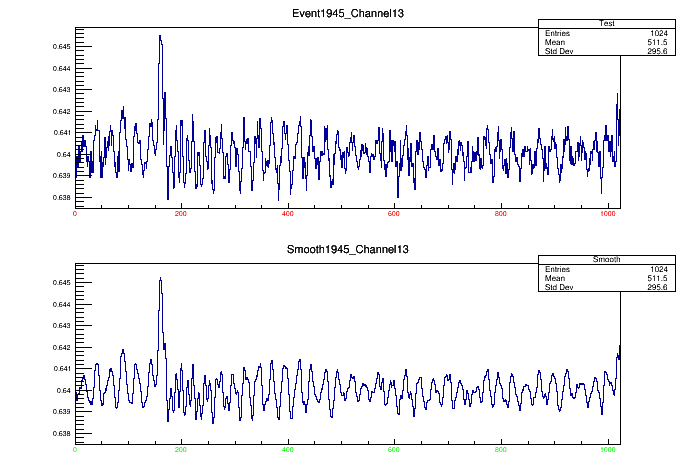 Event1945_Channel13
Test
Entries 1024
Mean 511.5
Std Dev 295.6
0.645
0.644
0.643
0.642
0.641
0.64
0.639
0.638
0 200 400 600 800 1000
Smooth1945_Channel13
Smooth
Entries 1024
Mean 511.5
Std Dev 295.6
0.645
0.644
0.643
0.642
0.641
0.64
0.639
0.638
0 200 400 600 800 1000